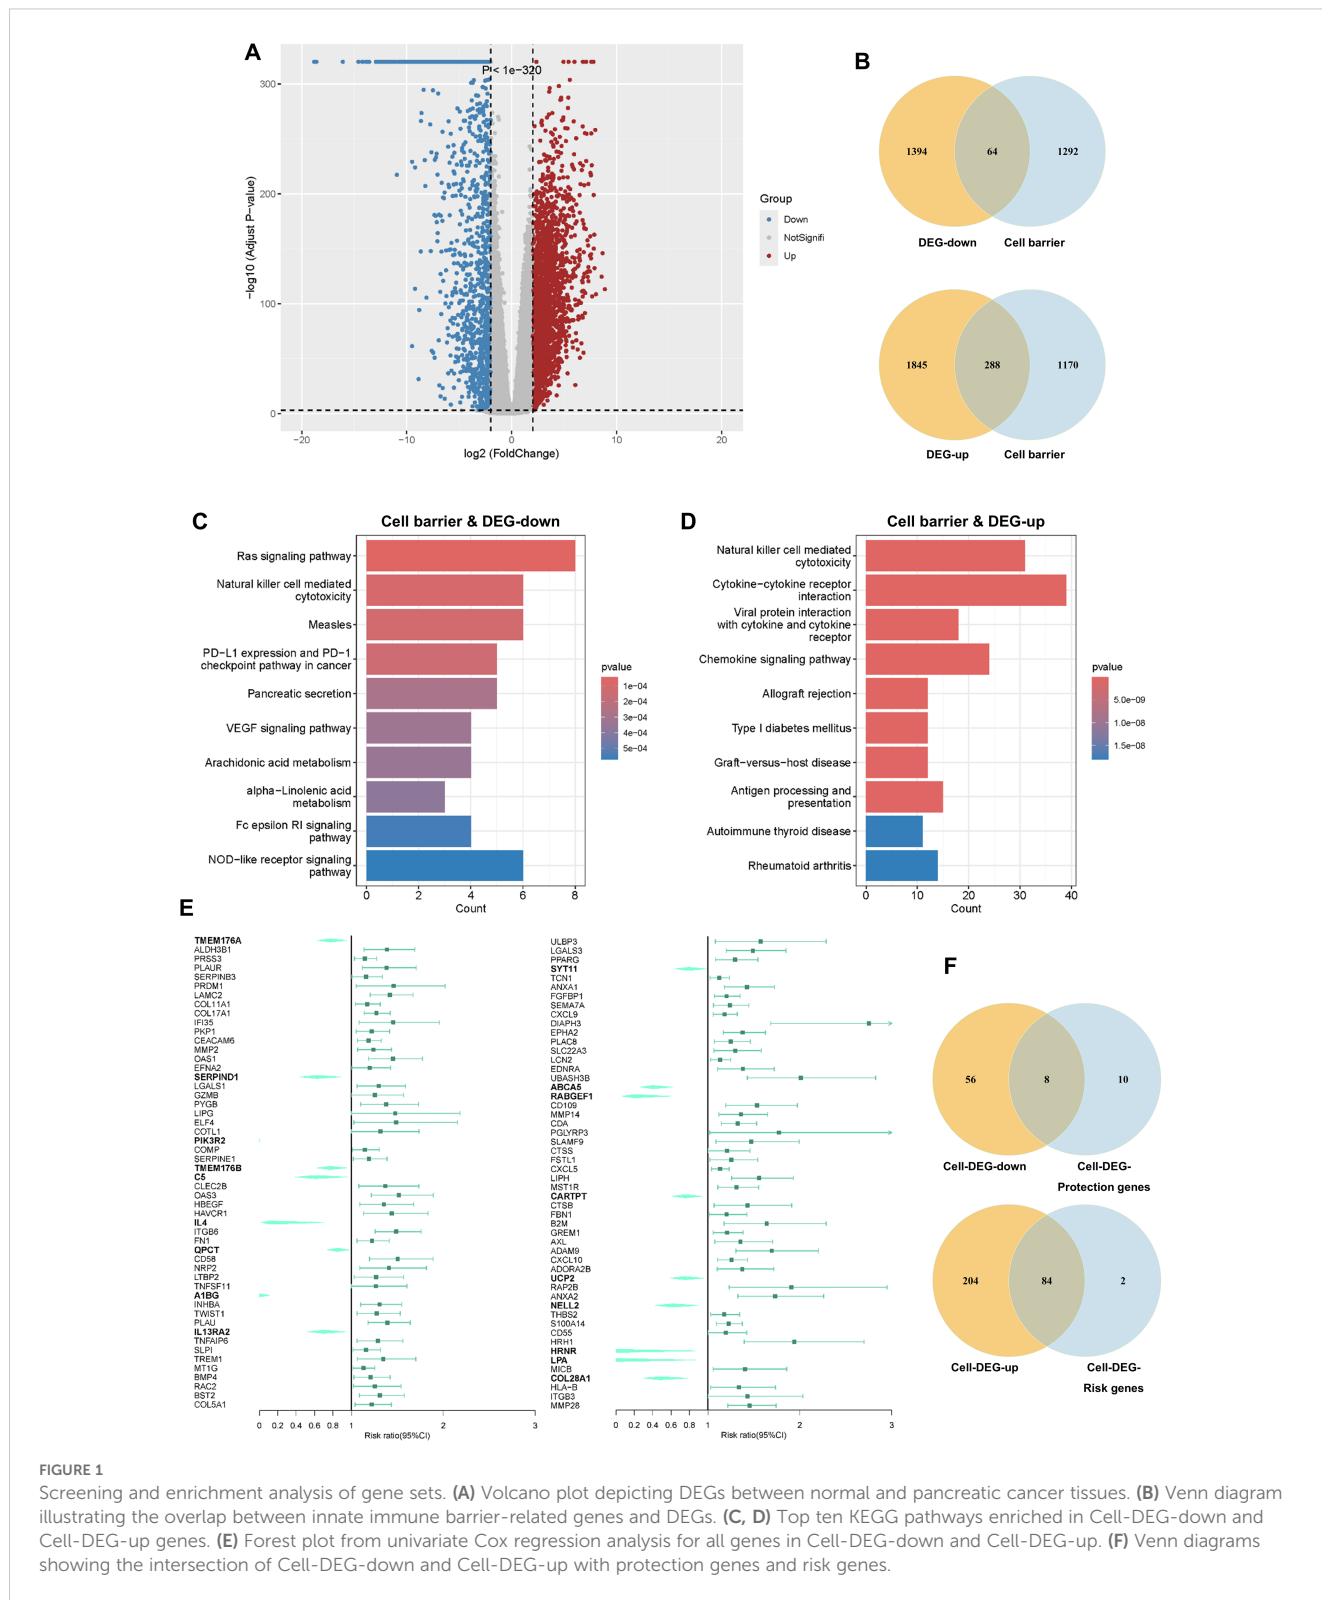 A
P < 1e−320
300
200
100
0
−20
−10
0
10
20
−log10 (Adjust P−value)
log2 (FoldChange)
Group
Down
NotSignifi
Up
B
1394
64
1292
DEG-down
Cell barrier
1845
288
1170
DEG-up
Cell barrier
C
Cell barrier & DEG-down
Ras signaling pathway
Natural killer cell mediated
cytotoxicity
Measles
PD−L1 expression and PD−1
checkpoint pathway in cancer
Pancreatic secretion
VEGF signaling pathway
Arachidonic acid metabolism
alpha−Linolenic acid
metabolism
Fc epsilon RI signaling
pathway
NOD−like receptor signaling
pathway
0
2
4
6
8
Count
pvalue
1e−04
2e−04
3e−04
4e−04
5e−04
D
Cell barrier & DEG-up
Natural killer cell mediated
cytotoxicity
Cytokine−cytokine receptor
interaction
Viral protein interaction
with cytokine and cytokine
receptor
Chemokine signaling pathway
Allograft rejection
Type I diabetes mellitus
Graft−versus−host disease
Antigen processing and
presentation
Autoimmune thyroid disease
Rheumatoid arthritis
0
10
20
30
40
Count
pvalue
5.0e−09
1.0e−08
1.5e−08
E
TMEM176A
ALDH3B1
PRSS3
PLAUR
SERPINB3
PRDM1
LAMC2
COL11A1
COL17A1
IFI35
PKP1
CEACAM6
MMP2
OAS1
EFNA2
SERPIND1
LGALS1
GZMB
PYGB
LIPG
ELF4
COTL1
PIK3R2
COMP
SERPINE1
TMEM176B
C5
CLEC2B
OAS3
HBEGF
HAVCR1
IL4
ITGB6
FN1
QPCT
CD58
NRP2
LTBP2
TNFSF11
A1BG
INHBA
TWIST1
PLAU
IL13RA2
TNFAIP6
SLPI
TREM1
MT1G
BMP4
RAC2
BST2
COL5A1
0
0.2
0.4
0.6
0.8
1
2
3
Risk ratio(95%CI)
ULBP3
LGALS3
PPARG
SYT11
TCN1
ANXA1
FGFBP1
SEMA7A
CXCL9
DIAPH3
EPHA2
PLAC8
SLC22A3
LCN2
EDNRA
UBASH3B
ABCA5
RABGEF1
CD109
MMP14
CDA
PGLYRP3
SLAMF9
CTSS
FSTL1
CXCL5
LIPH
MST1R
CARTPT
CTSB
FBN1
B2M
GREM1
AXL
ADAM9
CXCL10
ADORA2B
UCP2
RAP2B
ANXA2
NELL2
THBS2
S100A14
CD55
HRH1
HRNR
LPA
MICB
COL28A1
HLA−B
ITGB3
MMP28
0
0.2
0.4
0.6
0.8
1
2
3
Risk ratio(95%CI)
F
56
8
10
Cell-DEG-down
Cell-DEG-
Protection genes
204
84
2
Cell-DEG-up
Cell-DEG-
Risk genes
FIGURE 1
Screening and enrichment analysis of gene sets. (A) Volcano plot depicting DEGs between normal and pancreatic cancer tissues. (B) Venn diagram
illustrating the overlap between innate immune barrier-related genes and DEGs. (C, D) Top ten KEGG pathways enriched in Cell-DEG-down and
Cell-DEG-up genes. (E) Forest plot from univariate Cox regression analysis for all genes in Cell-DEG-down and Cell-DEG-up. (F) Venn diagrams
showing the intersection of Cell-DEG-down and Cell-DEG-up with protection genes and risk genes.